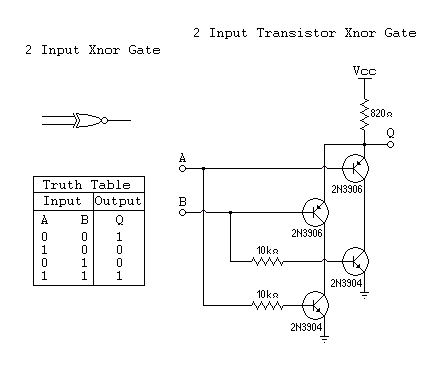 2 Input Transistor Xnor Gate
2 Input Xnor Gate
Vcc
820Ω
Q
A
2N3906
B
2N3906
10kΩ
2N3904
10kΩ
2N3904
Truth Table
Input Output
A B Q
0 0 1
1 0 0
0 1 0
1 1 1